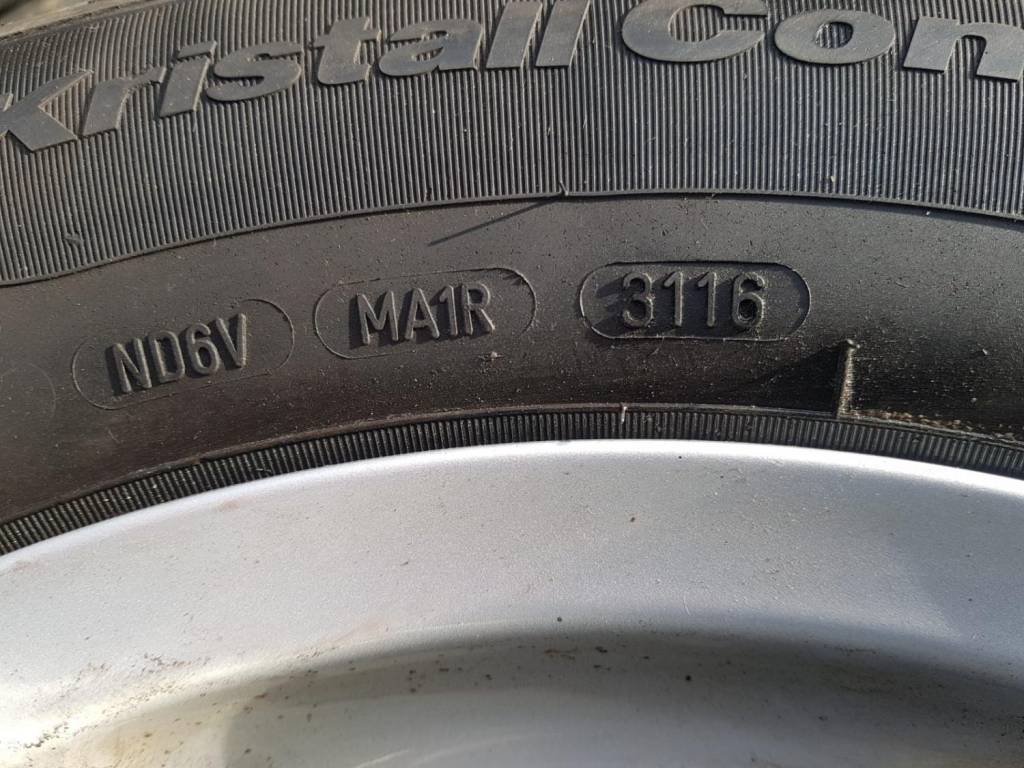 Kristall Con
ND6V MA1R 3116